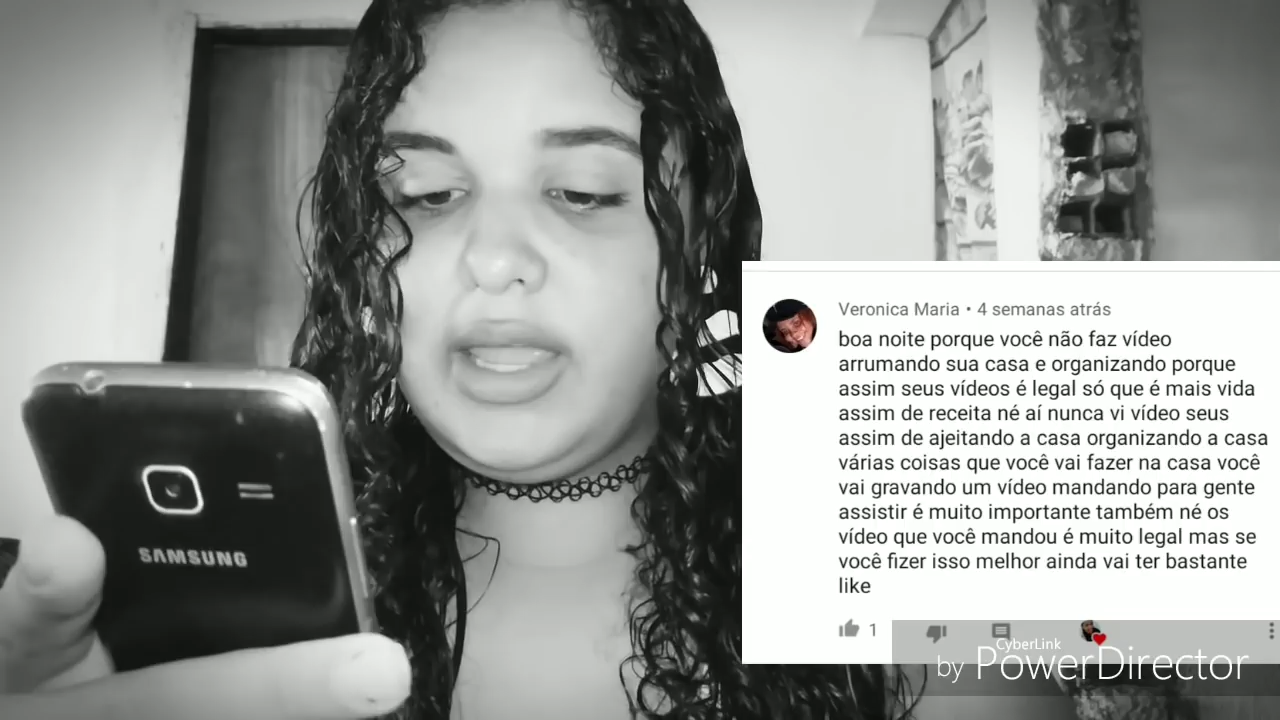 SAMSUNG
Veronica Maria • 4 semanas atrás
boa noite porque você não faz vídeo
arrumando sua casa e organizando porque
assim seus vídeos é legal só que é mais vida
assim de receita né aí nunca vi vídeo seus
assim de ajeitando a casa organizando a casa
várias coisas que você vai fazer na casa você
vai gravando um vídeo mandando para gente
assistir é muito importante também né os
vídeo que você mandou é muito legal mas se
você fizer isso melhor ainda vai ter bastante
like
1
CyberLink
by PowerDirector